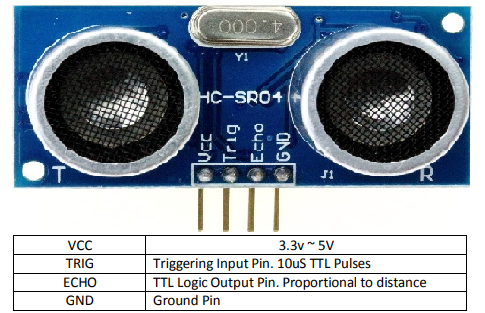 4.000
Y1
HC-SR04
Vcc
Trig
Echo
GND
T
J1
R
VCC 3.3v ~ 5V
TRIG Triggering Input Pin. 10uS TTL Pulses
ECHO TTL Logic Output Pin. Proportional to distance
GND Ground Pin